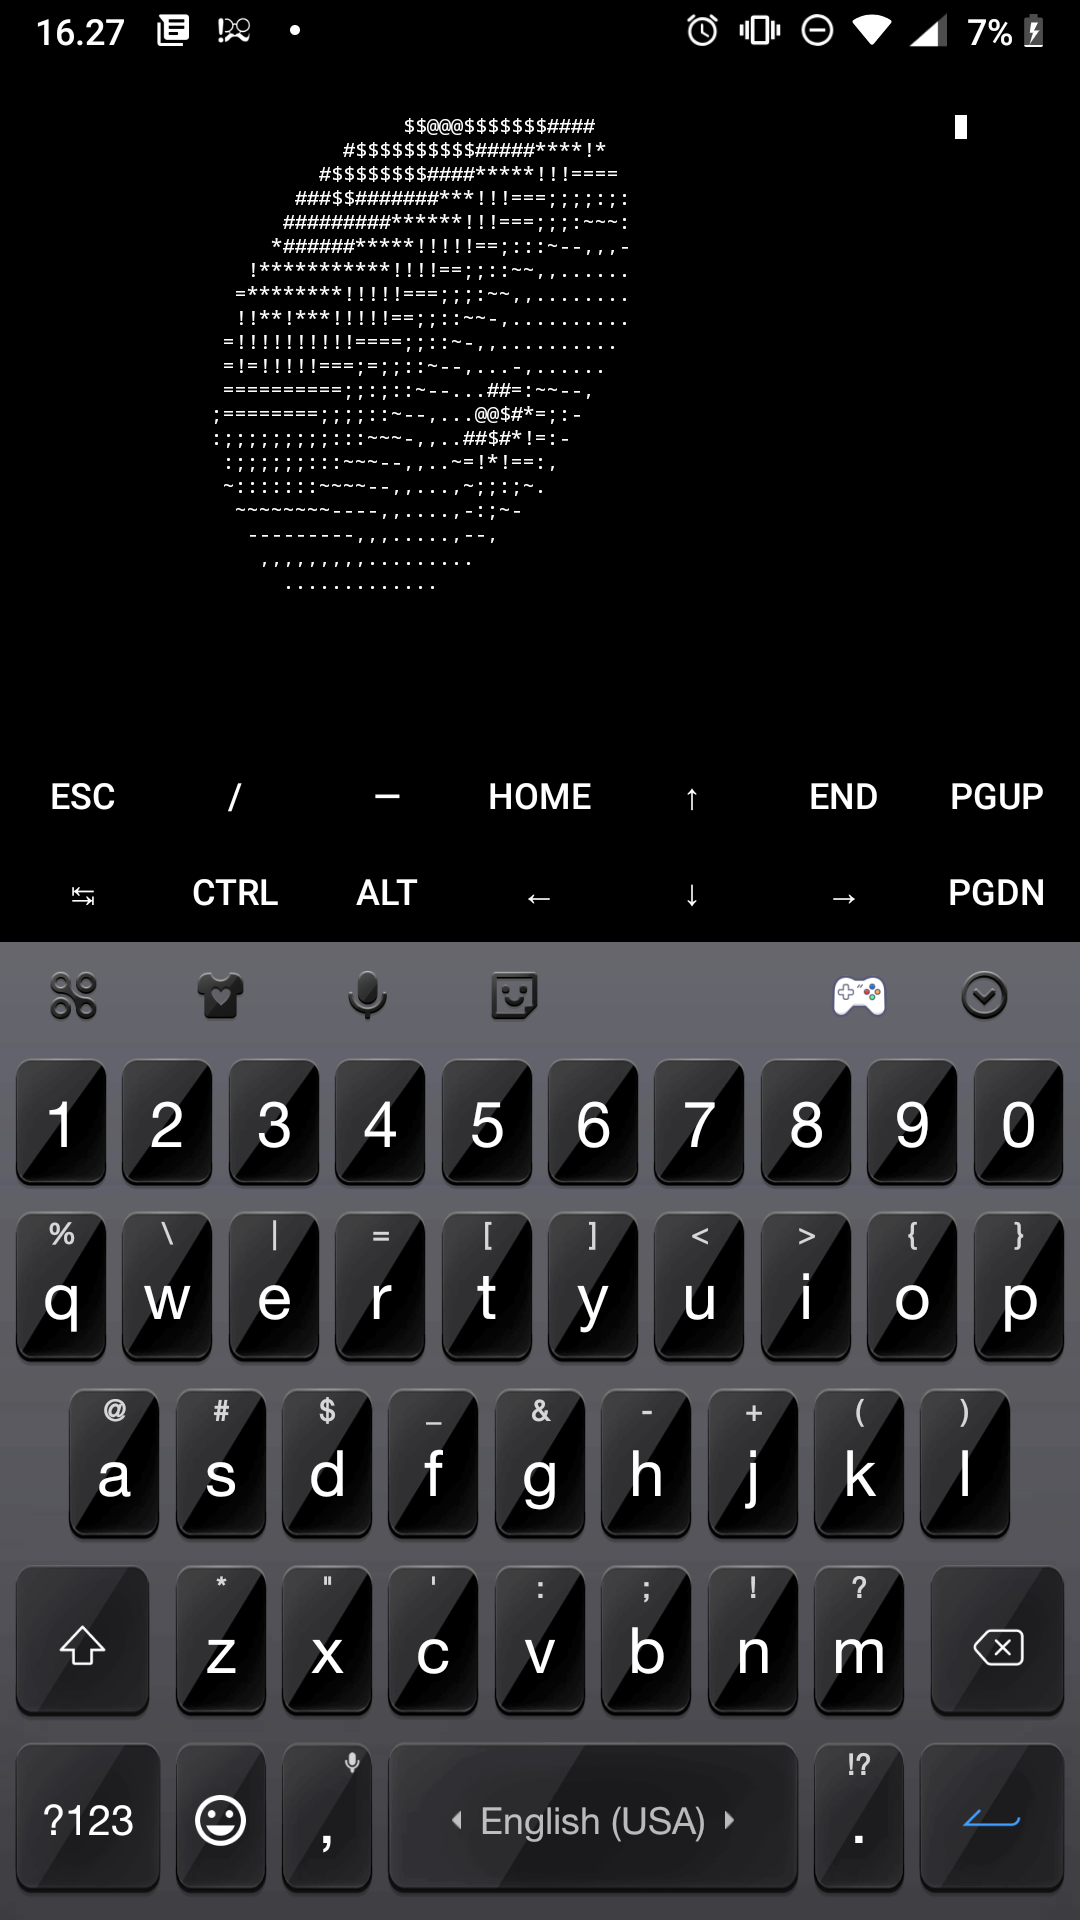 16.27 7%
$$@@@$$$$$$$####
#$$$$$$$$$$#####****!*
#$$$$$$$$####*****!!!====
###$$#######***!!!===;;;;:;:
#########******!!!===;;;:~~~:
*######*****!!!!!==;:::~--,,,-
!***********!!!!==;;::~~,,......
=********!!!!!===;;;:~~,,........
!!**!***!!!!!==;;::~~-,..........
=!!!!!!!!!!====;;::~-,,..........
=!=!!!!!===;=;;::~--,...-,......
==========;;:;::~--...##=:~~--,
;========;;;;::~--,...@@$#*=;:-
:;;;;;;;;;:::~~~-,,..##$#*!=:-
:;;;;;;:::~~~--,,..~=!*!==:,
~:::::::~~~~--,,...,~;;:;~.
~~~~~~~~----,,....,-:;~-
---------,,,.....,--,
,,,,,,,,,.........
.............
ESC / — HOME ↑ END PGUP
↹ CTRL ALT ← ↓ → PGDN
1 2 3 4 5 6 7 8 9 0
% \ | = [ ] < > { }
q w e r t y u i o p
@ # $ _ & - + ( )
a s d f g h j k l
* " ' : ; ! ?
z x c v b n m
!?
?123 , English (USA) .